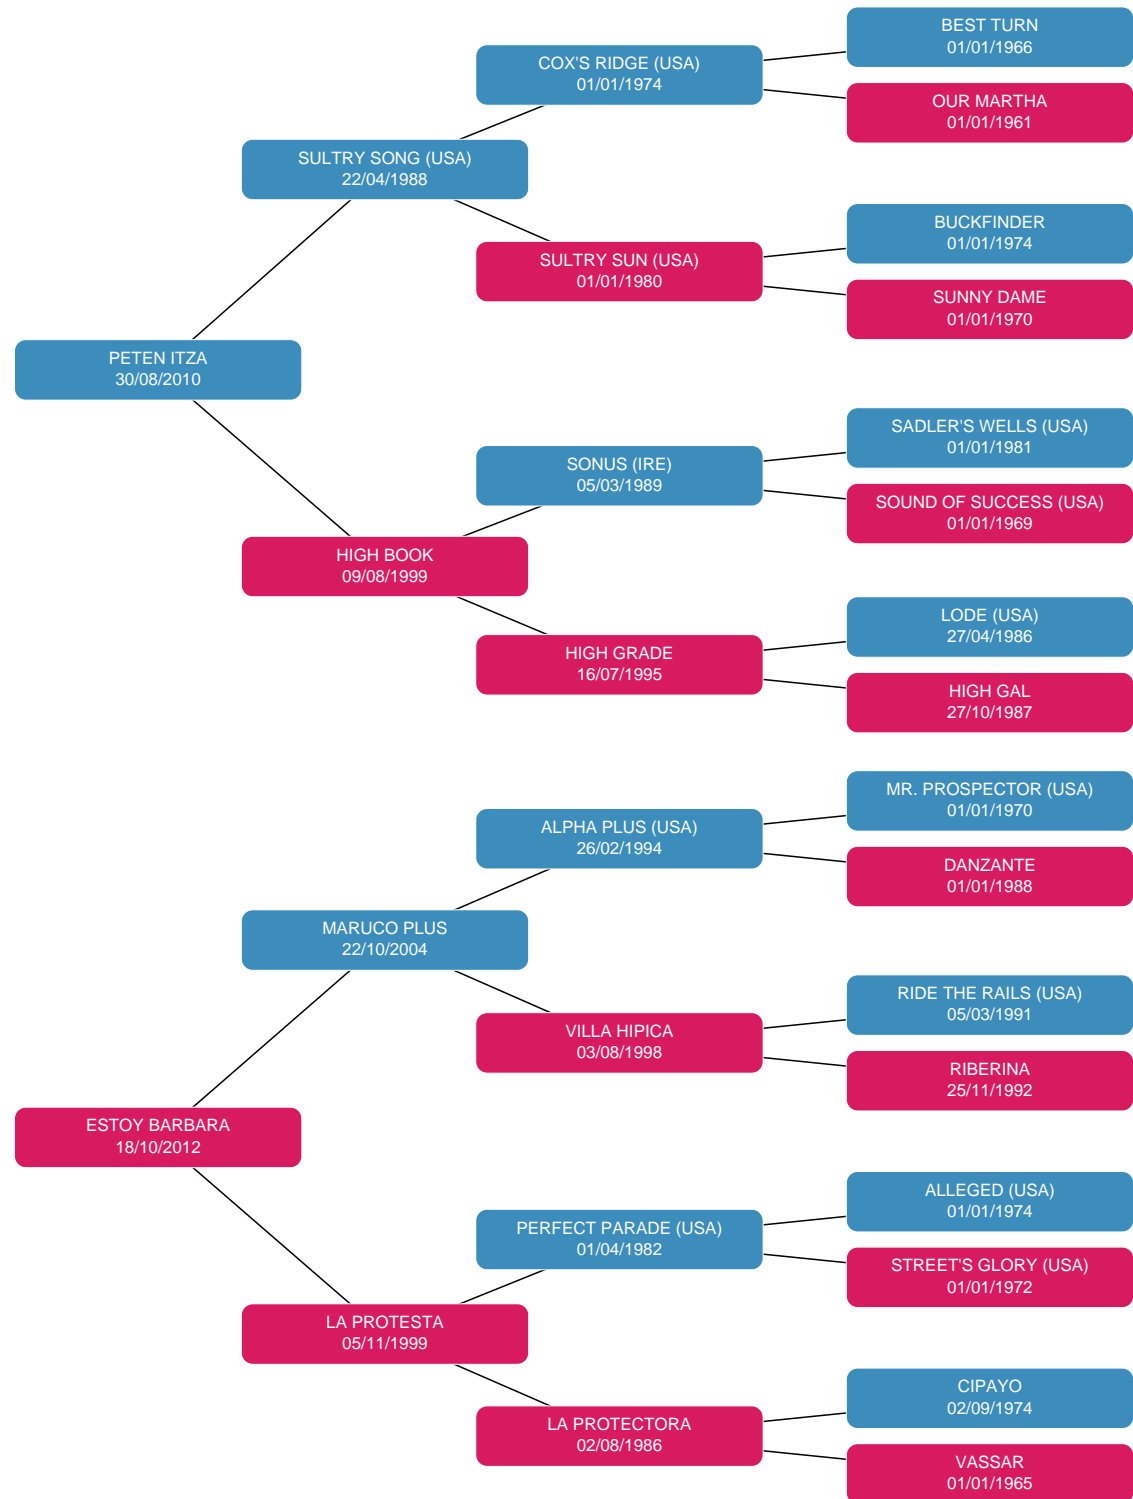 BEST TURN
01/01/1966
COX'S RIDGE (USA)
01/01/1974
OUR MARTHA
01/01/1961
SULTRY SONG (USA)
22/04/1988
BUCKFINDER
01/01/1974
SULTRY SUN (USA)
01/01/1980
SUNNY DAME
01/01/1970
PETEN ITZA
30/08/2010
SADLER'S WELLS (USA)
01/01/1981
SONUS (IRE)
05/03/1989
SOUND OF SUCCESS (USA)
01/01/1969
HIGH BOOK
09/08/1999
LODE (USA)
27/04/1986
HIGH GRADE
16/07/1995
HIGH GAL
27/10/1987
MR. PROSPECTOR (USA)
01/01/1970
ALPHA PLUS (USA)
26/02/1994
DANZANTE
01/01/1988
MARUCO PLUS
22/10/2004
RIDE THE RAILS (USA)
05/03/1991
VILLA HIPICA
03/08/1998
RIBERINA
25/11/1992
ESTOY BARBARA
18/10/2012
ALLEGED (USA)
01/01/1974
PERFECT PARADE (USA)
01/04/1982
STREET'S GLORY (USA)
01/01/1972
LA PROTESTA
05/11/1999
CIPAYO
02/09/1974
LA PROTECTORA
02/08/1986
VASSAR
01/01/1965